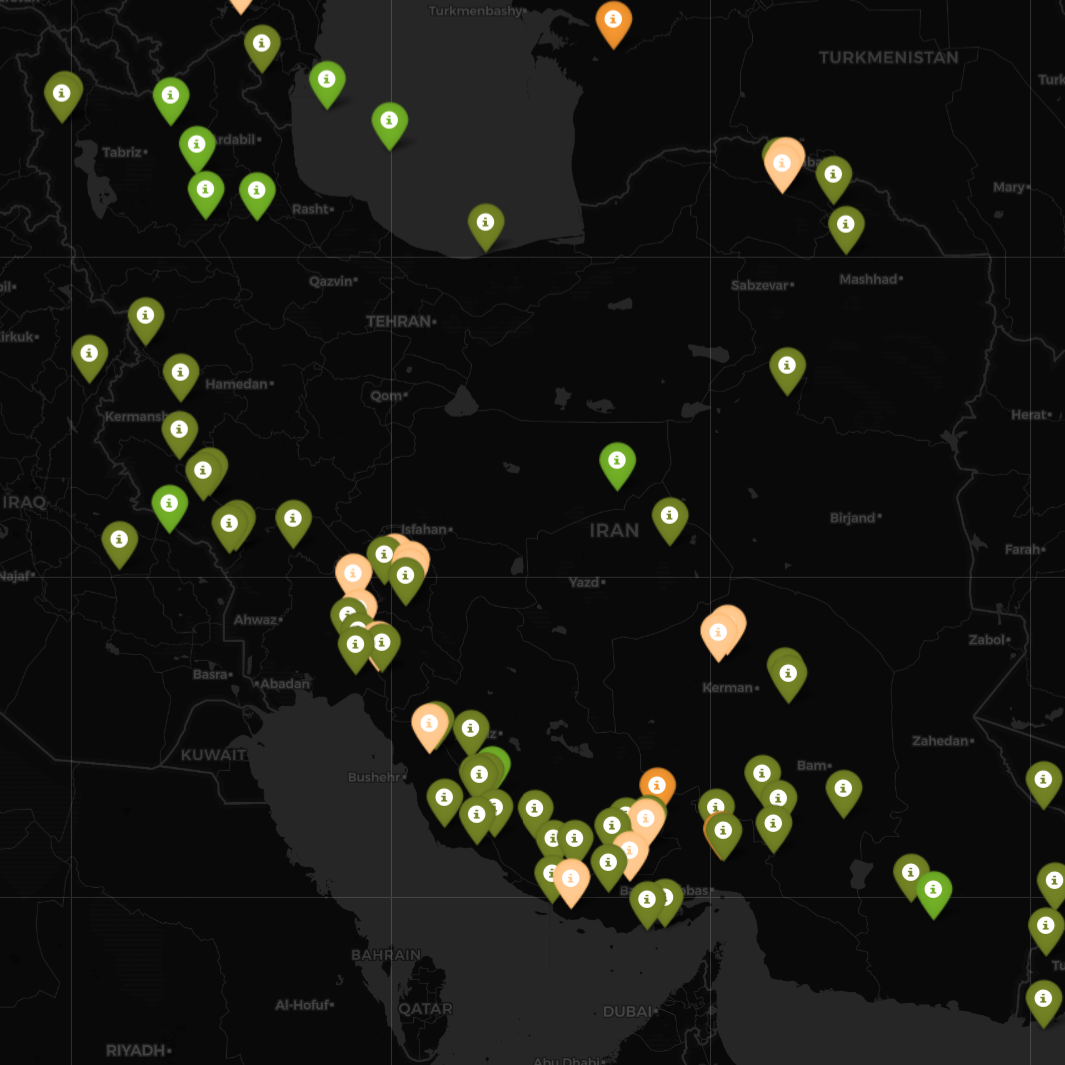 Turkmenbashy
TURKMENISTAN
Turk
Tabriz
rdabil
Mary
Rasht
Qazvin
Sabzevar
Mashhad
TEHRAN
irkuk
Hamedan
Qom
Kermansh
Herat
IRAQ
Isfahan
IRAN
Birjand
Farah
Najaf
Yazd
Ahwaz
Zabol
Basra
Abadan
Kerman
Zahedan
KUWAIT
Bushehr
Bam
BAHRAIN
Al-Hofuf
QATAR
DUBAI
RIYADH
Abu Dhabi